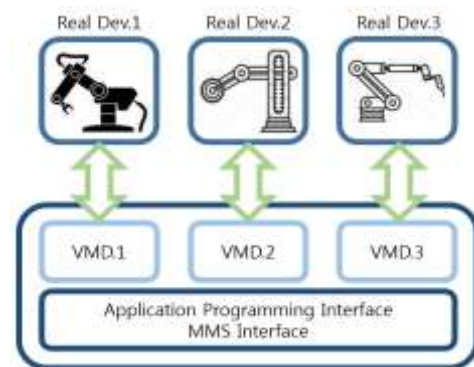 Real Dev.1
Real Dev.2
Real Dev.3
VMD.1
VMD.2
VMD.3
Application Programming Interface
MMS Interface